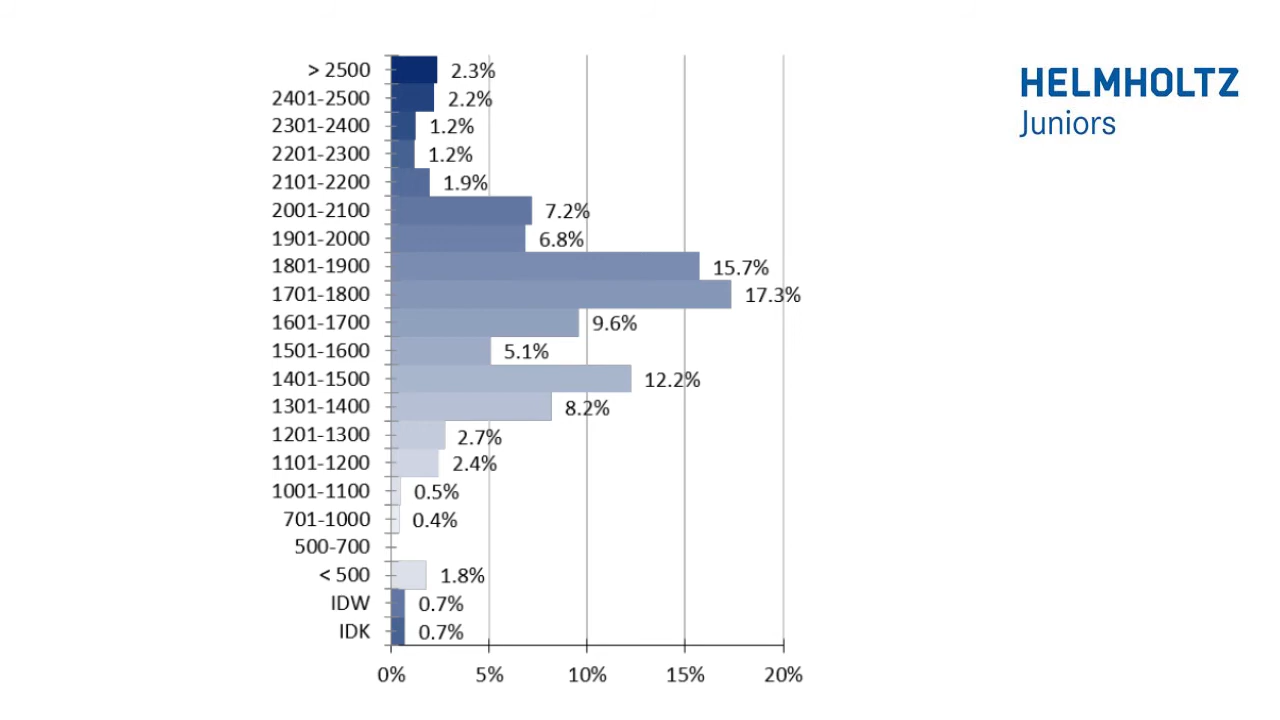 HELMHOLTZ
Juniors
> 2500 2.3%
2401-2500 2.2%
2301-2400 1.2%
2201-2300 1.2%
2101-2200 1.9%
2001-2100 7.2%
1901-2000 6.8%
1801-1900 15.7%
1701-1800 17.3%
1601-1700 9.6%
1501-1600 5.1%
1401-1500 12.2%
1301-1400 8.2%
1201-1300 2.7%
1101-1200 2.4%
1001-1100 0.5%
701-1000 0.4%
500-700
< 500 1.8%
IDW 0.7%
IDK 0.7%
0% 5% 10% 15% 20%